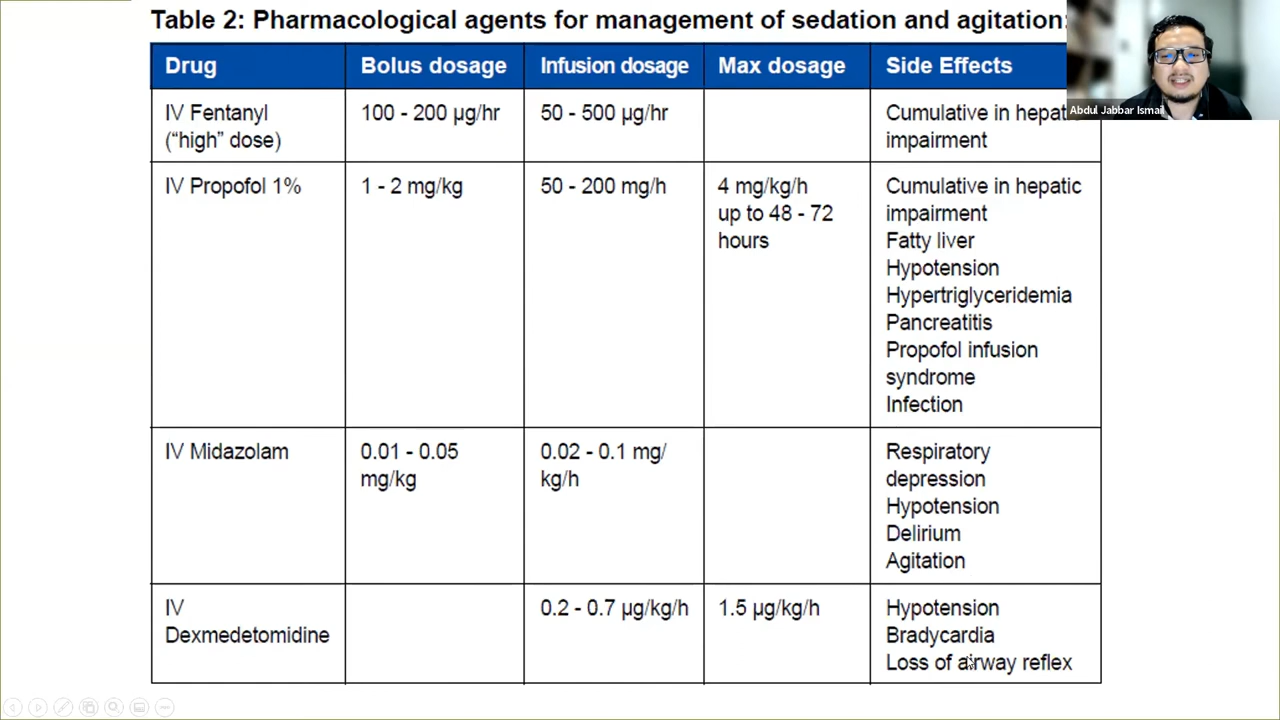 Table 2: Pharmacological agents for management of sedation and agitation:
Drug
Bolus dosage
Infusion dosage
Max dosage
Side Effects
IV Fentanyl
(“high” dose)
100 - 200 µg/hr
50 - 500 µg/hr
Cumulative in hepatic
impairment
IV Propofol 1%
1 - 2 mg/kg
50 - 200 mg/h
4 mg/kg/h
up to 48 - 72
hours
Cumulative in hepatic
impairment
Fatty liver
Hypotension
Hypertriglyceridemia
Pancreatitis
Propofol infusion
syndrome
Infection
IV Midazolam
0.01 - 0.05
mg/kg
0.02 - 0.1 mg/
kg/h
Respiratory
depression
Hypotension
Delirium
Agitation
IV
Dexmedetomidine
0.2 - 0.7 µg/kg/h
1.5 µg/kg/h
Hypotension
Bradycardia
Loss of airway reflex
Abdul Jabbar Ismail